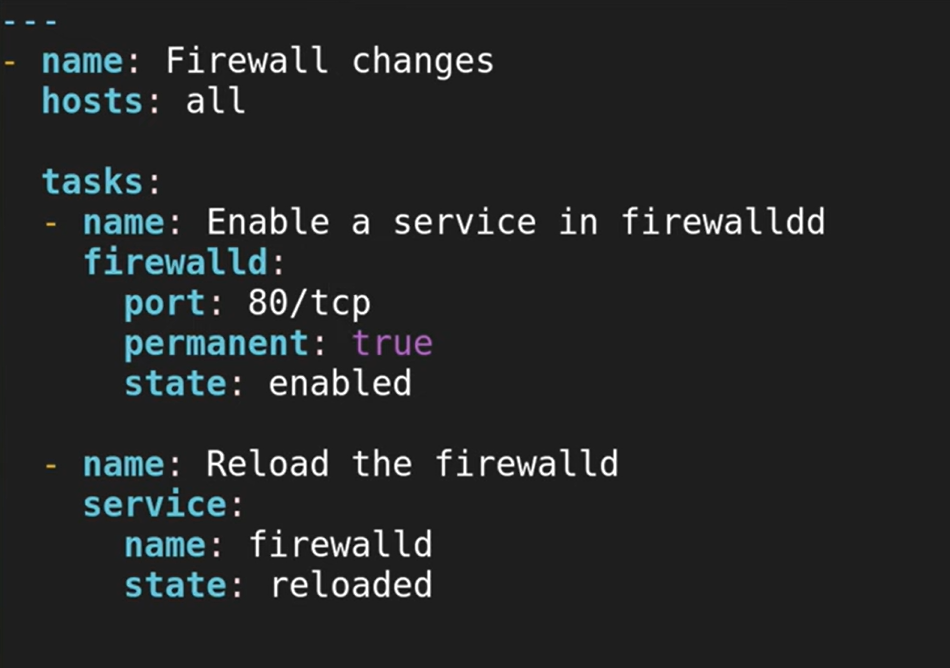 ---
- name: Firewall changes
  hosts: all

  tasks:
  - name: Enable a service in firewalldd
    firewalld:
      port: 80/tcp
      permanent: true
      state: enabled

  - name: Reload the firewalld
    service:
      name: firewalld
      state: reloaded